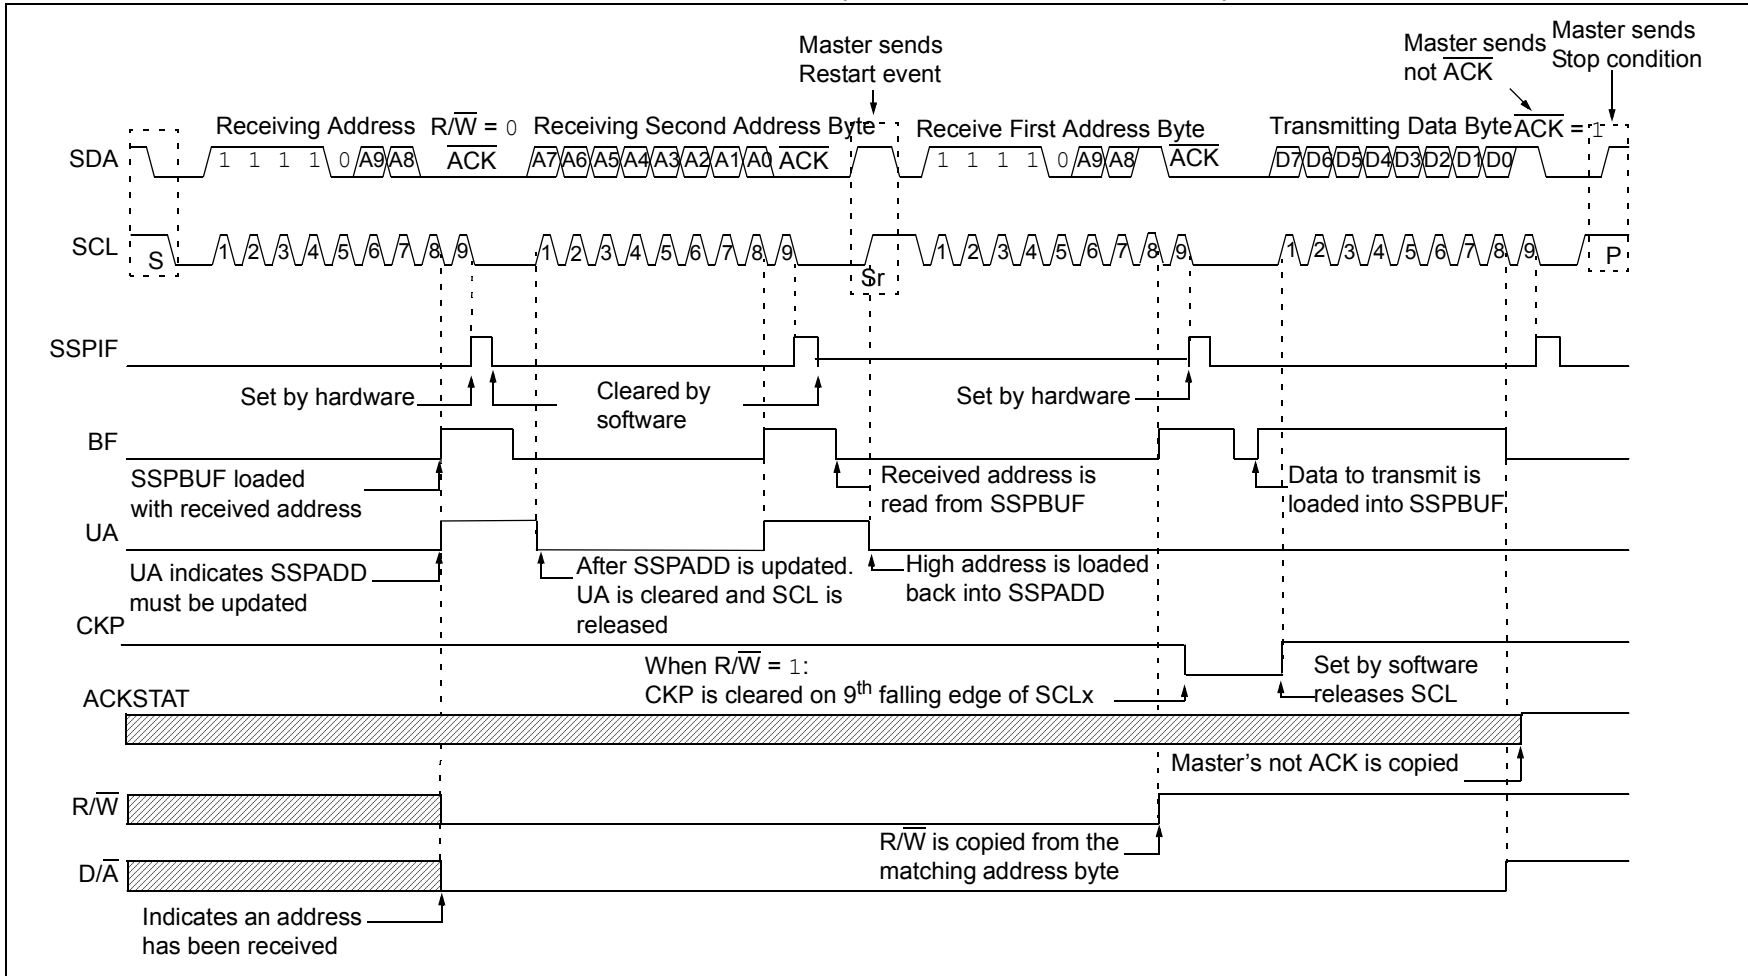 Master sends
Restart event
Master sends
not ACK
Master sends
Stop condition
Receiving Address R/W = 0 Receiving Second Address Byte Receive First Address Byte Transmitting Data Byte ACK = 1
SDA 1 1 1 1 0 A9 A8 ACK A7 A6 A5 A4 A3 A2 A1 A0 ACK 1 1 1 1 0 A9 A8 ACK D7 D6 D5 D4 D3 D2 D1 D0
SCL S 1 2 3 4 5 6 7 8 9 1 2 3 4 5 6 7 8 9 Sr 1 2 3 4 5 6 7 8 9 1 2 3 4 5 6 7 8 9 P
SSPIF
Set by hardware
Cleared by
software
Set by hardware
BF
SSPBUF loaded
with received address
Received address is
read from SSPBUF
Data to transmit is
loaded into SSPBUF
UA
UA indicates SSPADD
must be updated
After SSPADD is updated.
UA is cleared and SCL is
released
High address is loaded
back into SSPADD
CKP
When R/W = 1:
CKP is cleared on 9th falling edge of SCLx
Set by software
releases SCL
ACKSTAT
Master's not ACK is copied
R/W
R/W is copied from the
matching address byte
D/A
Indicates an address
has been received